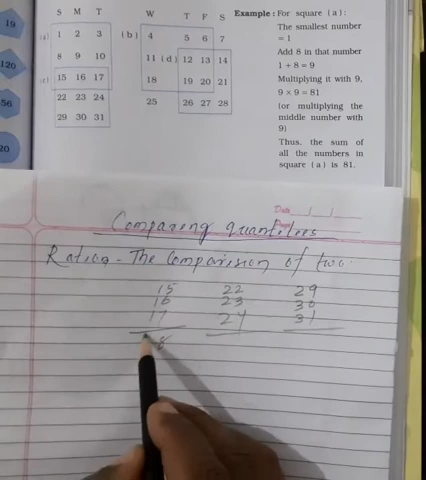 S M T W T F S
(a) 1 2 3 (b) 4 5 6 7
8 9 10 11 (d) 12 13 14
(c) 15 16 17 18 19 20 21
22 23 24 25 26 27 28
29 30 31
19
120
56
20
Example : For square (a) :
The smallest number
= 1
Add 8 in that number
1 + 8 = 9
Multiplying it with 9,
9 × 9 = 81
(or multiplying the
middle number with
9)
Thus, the sum of
all the numbers in
square (a) is 81.
Date
Comparing quantities
The Comparision of two
15 22 29
16 23 30
17 24 31
8